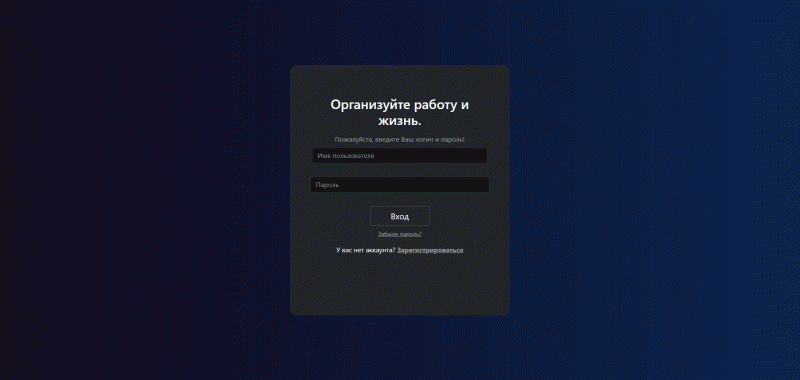 Организуйте работу и
жизнь.
Пожалуйста, введите Ваш логин и пароль!
Имя пользователя
Пароль
Вход
Забыли пароль?
У вас нет аккаунта? Зарегистрироваться